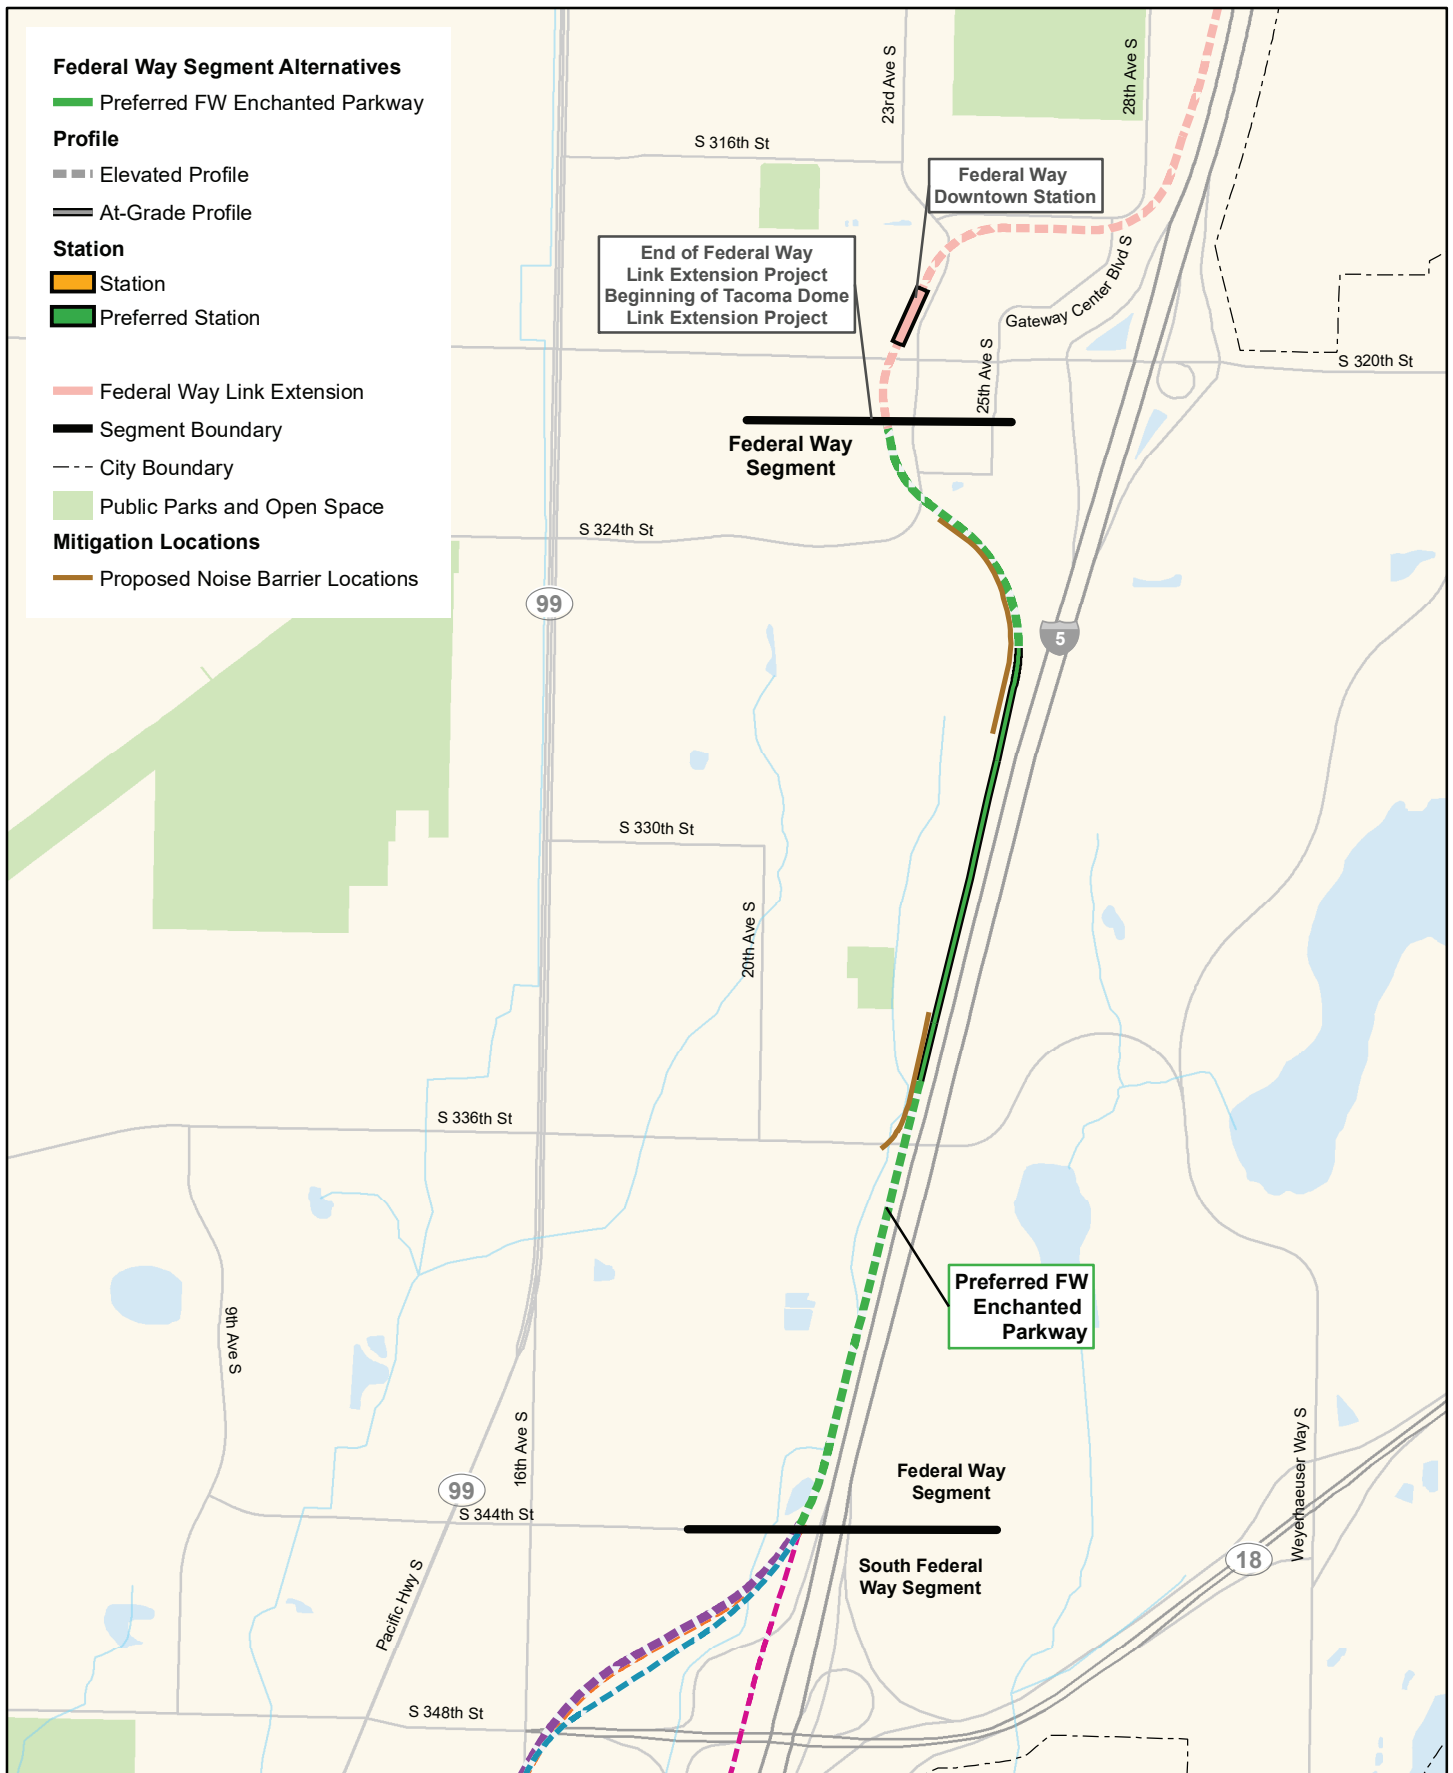 Federal Way Segment Alternatives
Preferred FW Enchanted Parkway
Profile
Elevated Profile
At-Grade Profile
Station
Station
Preferred Station
Federal Way Link Extension
Segment Boundary
City Boundary
Public Parks and Open Space
Mitigation Locations
Proposed Noise Barrier Locations
23rd Ave S
28th Ave S
S 316th St
Federal Way
Downtown Station
End of Federal Way
Link Extension Project
Beginning of Tacoma Dome
Link Extension Project
Gateway Center Blvd S
25th Ave S
S 320th St
Federal Way
Segment
S 324th St
99
5
S 330th St
20th Ave S
S 336th St
Preferred FW
Enchanted
Parkway
9th Ave S
16th Ave S
Weyerhaeuser Way S
99
Federal Way
Segment
S 344th St
South Federal
Way Segment
18
Pacific Hwy S
S 348th St